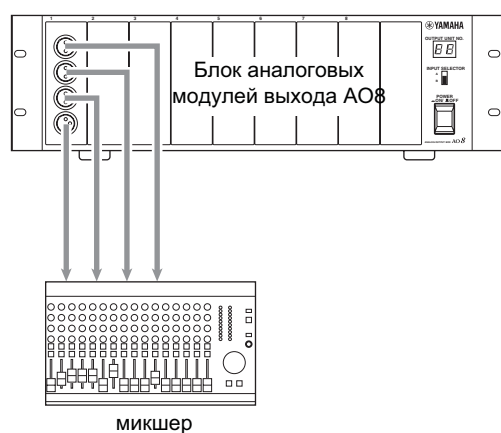 1 2 3 4 5 6 7 8
YAMAHA
OUTPUT UNIT NO.
88
INPUT SELECTOR
POWER
ON OFF
AO8
Блок аналоговых
модулей выхода AO8
микшер